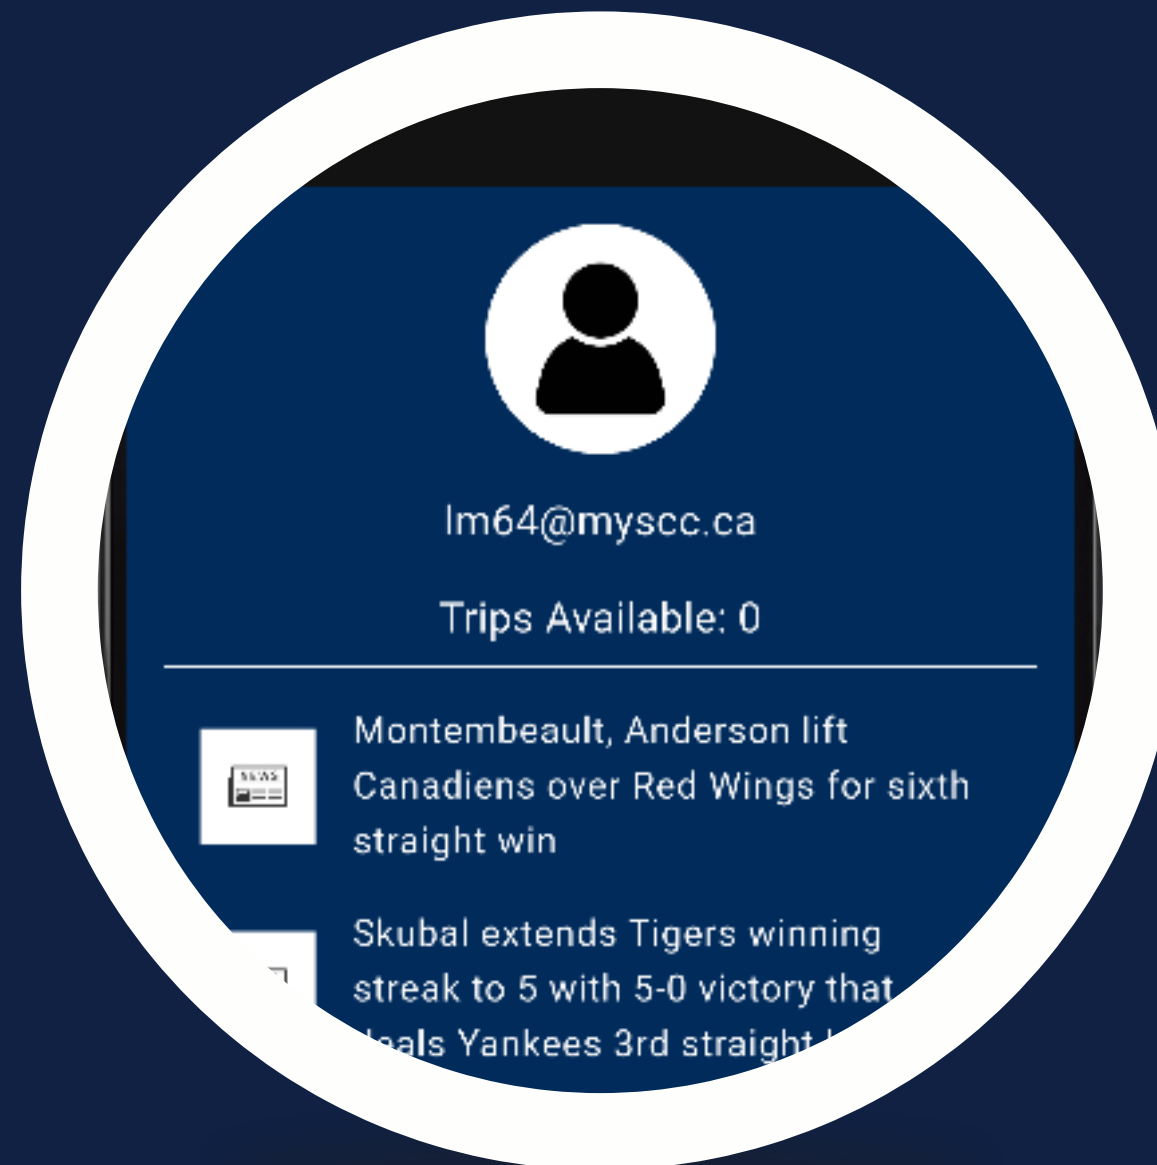 lm64@myscc.ca
Trips Available: 0
Montembeault, Anderson lift
NEWS
Canadiens over Red Wings for sixth
straight win
Skubal extends Tigers winning
streak to 5 with 5-0 victory that
Yankees 3rd straight